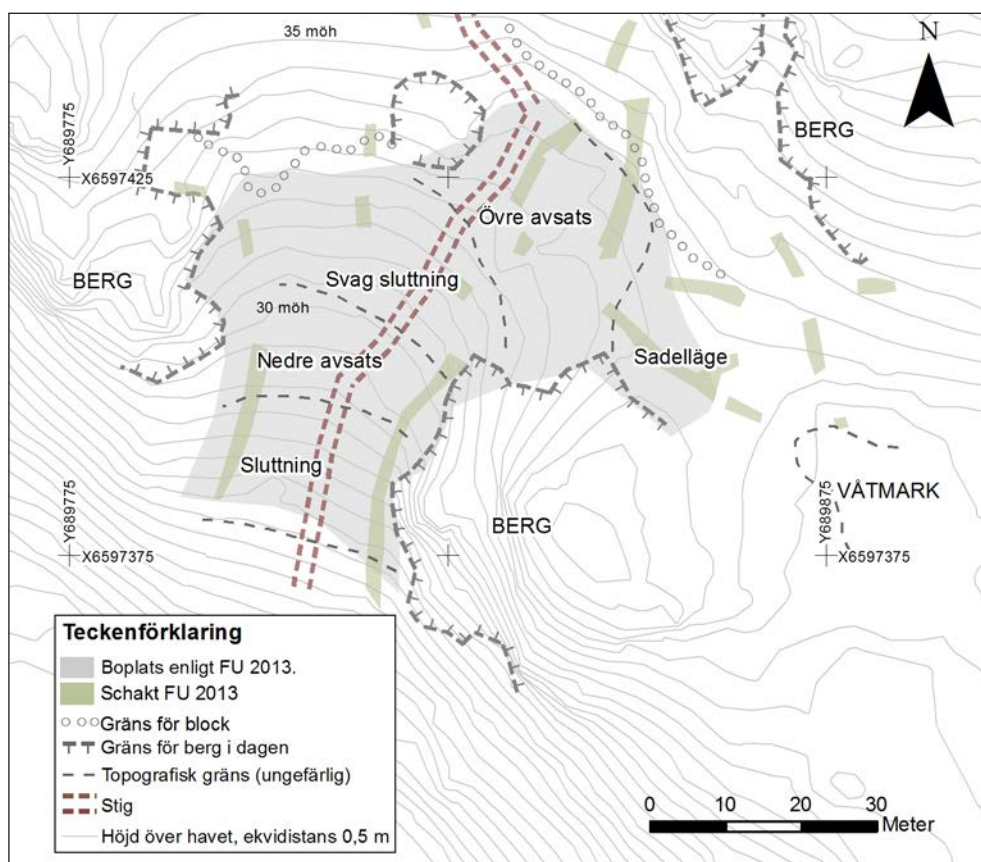 35 möh
N
Y689775
X6597425
BERG
Övre avsats
BERG
Svag sluttning
30 möh
Nedre avsats
Sadelläge
Sluttning
Y689775
X6597375
BERG
VÅTMARK
Y689875
X6597375
Teckenförklaring
Boplats enligt FU 2013.
Schakt FU 2013
Gräns för block
Gräns för berg i dagen
Topografisk gräns (ungefärlig)
Stig
Höjd över havet, ekvidistans 0,5 m
0 10 20 30
Meter